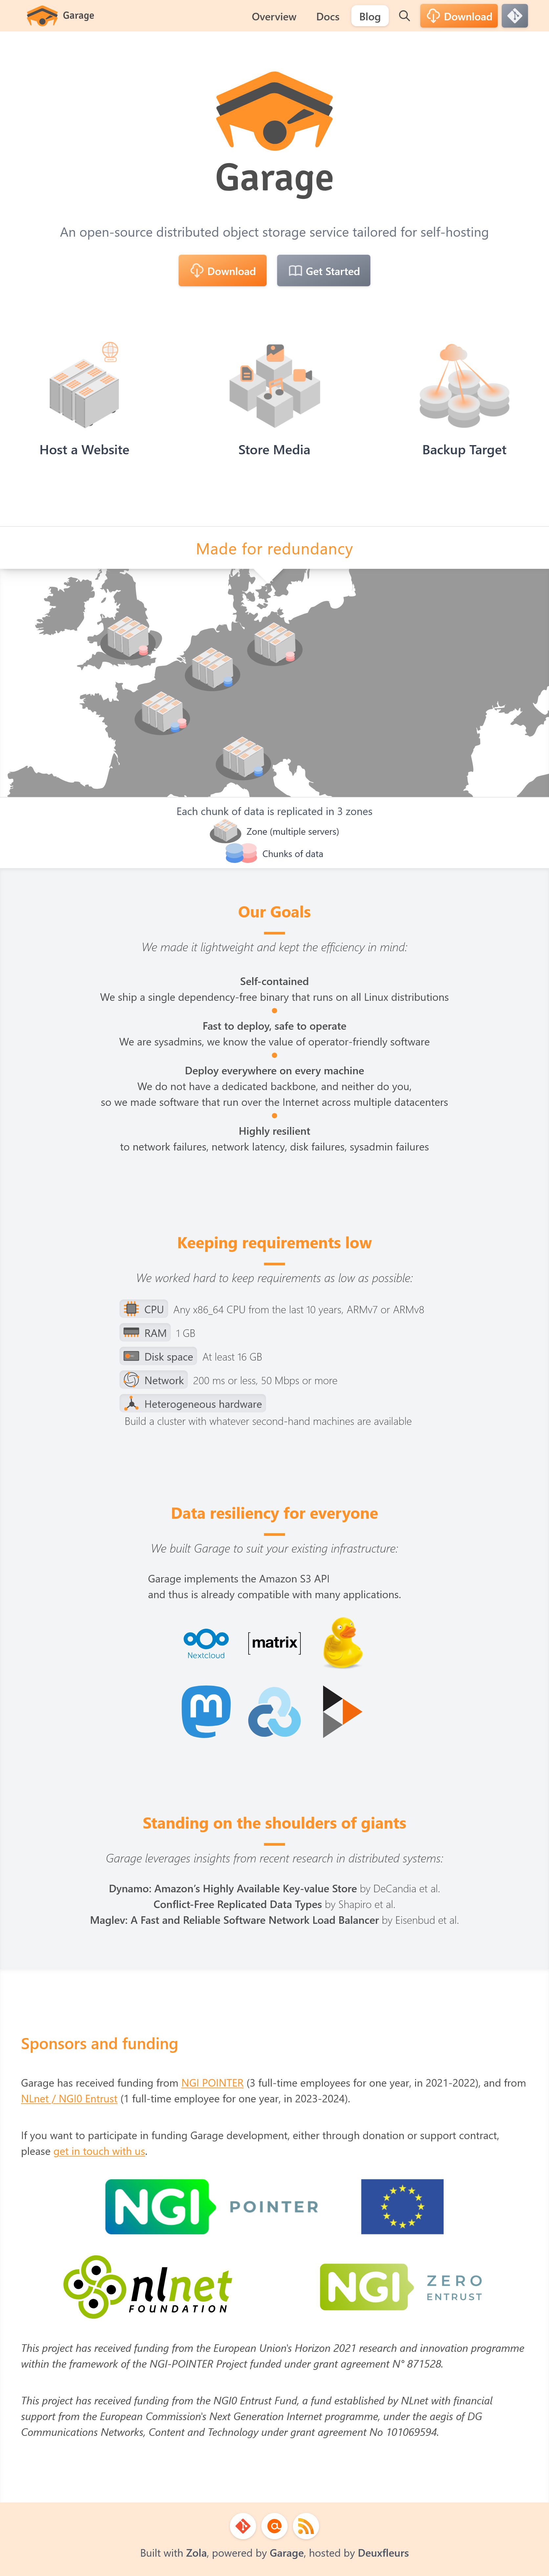 Garage
Overview Docs Blog Download
Garage
An open-source distributed object storage service tailored for self-hosting
Download Get Started
Host a Website Store Media Backup Target
Made for redundancy
Each chunk of data is replicated in 3 zones
Zone (multiple servers)
Chunks of data
Our Goals
We made it lightweight and kept the efficiency in mind:
Self-contained
We ship a single dependency-free binary that runs on all Linux distributions
Fast to deploy, safe to operate
We are sysadmins, we know the value of operator-friendly software
Deploy everywhere on every machine
We do not have a dedicated backbone, and neither do you,
so we made software that run over the Internet across multiple datacenters
Highly resilient
to network failures, network latency, disk failures, sysadmin failures
Keeping requirements low
We worked hard to keep requirements as low as possible:
CPU Any x86_64 CPU from the last 10 years, ARMv7 or ARMv8
RAM 1 GB
Disk space At least 16 GB
Network 200 ms or less, 50 Mbps or more
Heterogeneous hardware
Build a cluster with whatever second-hand machines are available
Data resiliency for everyone
We built Garage to suit your existing infrastructure:
Garage implements the Amazon S3 API
and thus is already compatible with many applications.
Nextcloud [matrix]
Standing on the shoulders of giants
Garage leverages insights from recent research in distributed systems:
Dynamo: Amazon's Highly Available Key-value Store by DeCandia et al.
Conflict-Free Replicated Data Types by Shapiro et al.
Maglev: A Fast and Reliable Software Network Load Balancer by Eisenbud et al.
Sponsors and funding
Garage has received funding from NGI POINTER (3 full-time employees for one year, in 2021-2022), and from
NLnet / NGI0 Entrust (1 full-time employee for one year, in 2023-2024).
If you want to participate in funding Garage development, either through donation or support contract,
please get in touch with us.
NGI POINTER
nlnet FOUNDATION
NGI ZERO ENTRUST
This project has received funding from the European Union's Horizon 2021 research and innovation programme
within the framework of the NGI-POINTER Project funded under grant agreement N° 871528.
This project has received funding from the NGI0 Entrust Fund, a fund established by NLnet with financial
support from the European Commission's Next Generation Internet programme, under the aegis of DG
Communications Networks, Content and Technology under grant agreement No 101069594.
Built with Zola, powered by Garage, hosted by Deuxfleurs